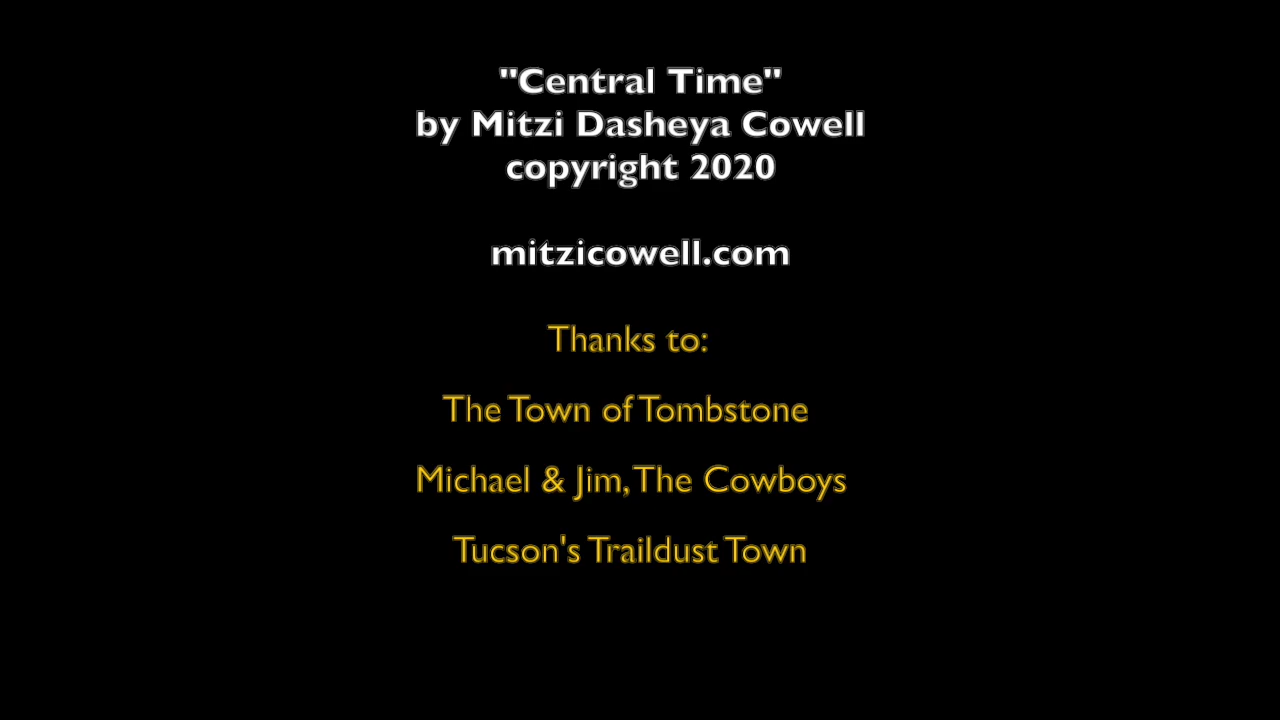 "Central Time"
by Mitzi Dasheya Cowell
copyright 2020
mitzicowell.com
Thanks to:
The Town of Tombstone
Michael & Jim, The Cowboys
Tucson's Traildust Town